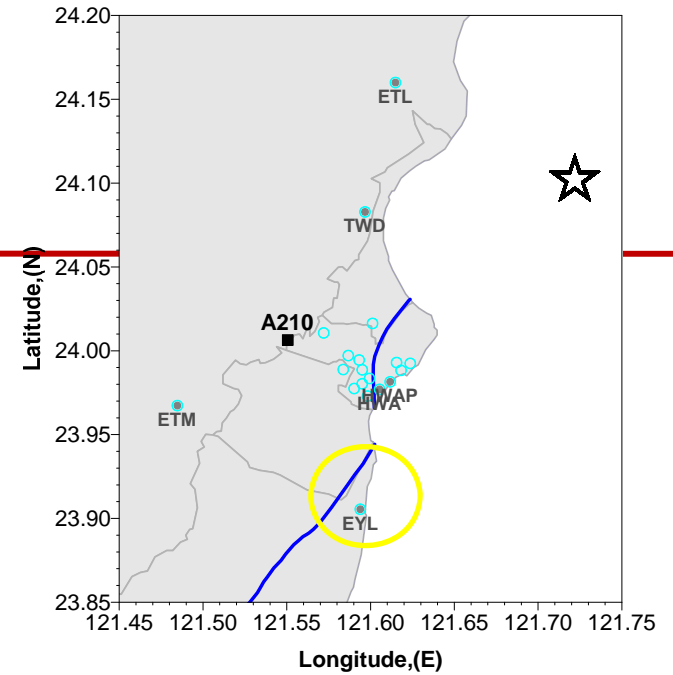 24.20
24.15
24.10
24.05
24.00
23.95
23.90
23.85
Latitude,(N)
ETL
TWD
A210
HWAP
HWA
ETM
EYL
121.45 121.50 121.55 121.60 121.65 121.70 121.75
Longitude,(E)